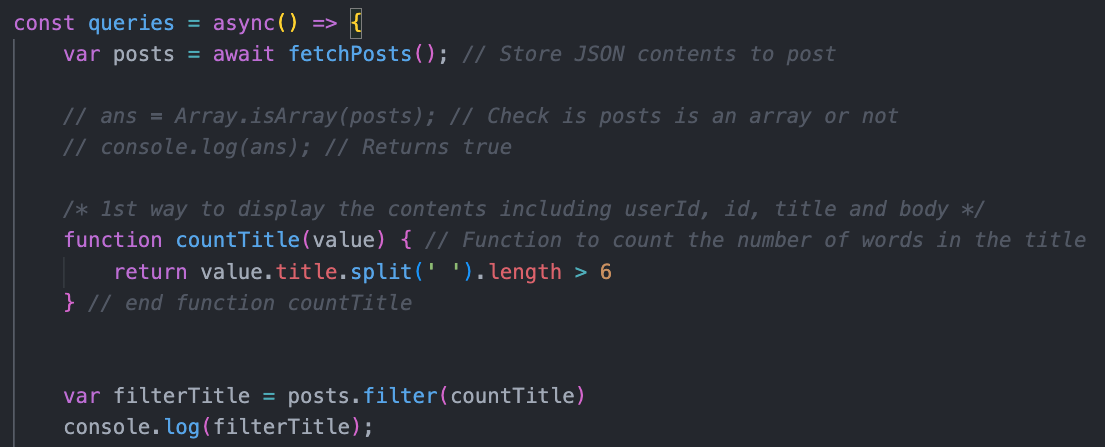 const queries = async() => {
var posts = await fetchPosts(); // Store JSON contents to post
// ans = Array.isArray(posts); // Check is posts is an array or not
// console.log(ans); // Returns true
/* 1st way to display the contents including userId, id, title and body */
function countTitle(value) { // Function to count the number of words in the title
return value.title.split(' ').length > 6
} // end function countTitle
var filterTitle = posts.filter(countTitle)
console.log(filterTitle);